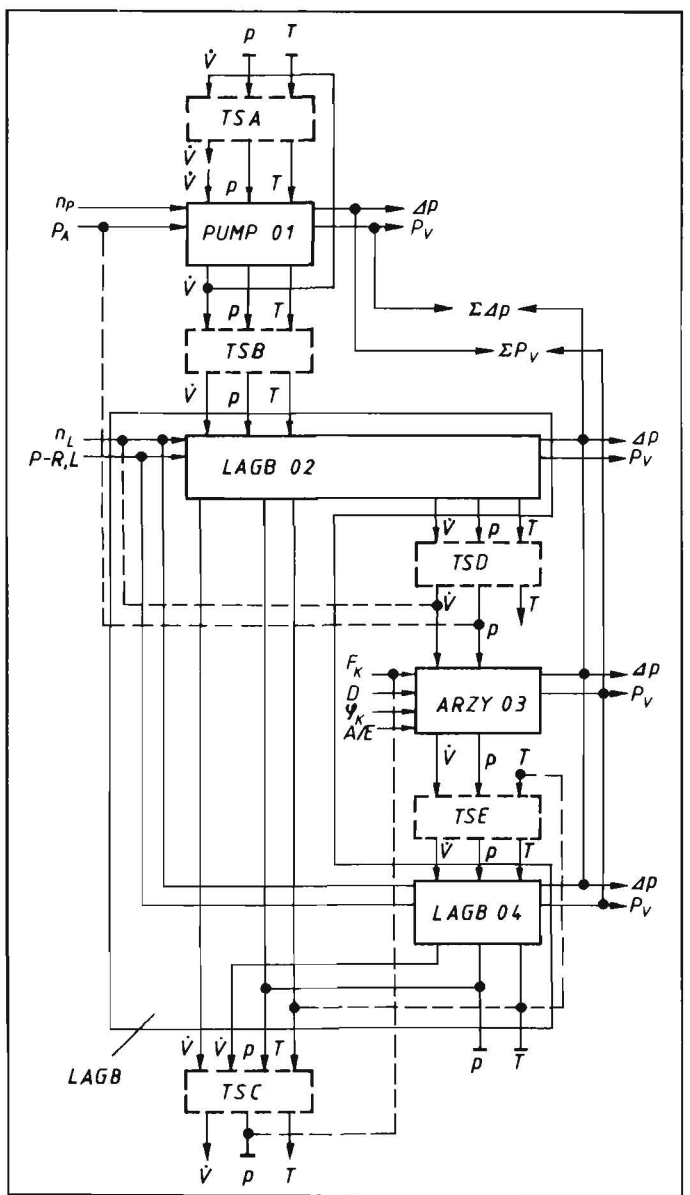 V̇ p T
TSA
V̇
V̇ p T
n_P Δp
P_A PUMP 01 P_V
V̇ p T
ΣΔp
TSB ΣP_V
V̇ p T
n_L Δp
P-R,L LAGB 02 P_V
V̇ p T
TSD
V̇ p T
F_K Δp
D ARZY 03 P_V
φ_K
A/E
V̇ p T
TSE
V̇ p T
Δp
LAGB 04 P_V
LAGB V̇ V̇ p T p T
TSC
V̇ p T